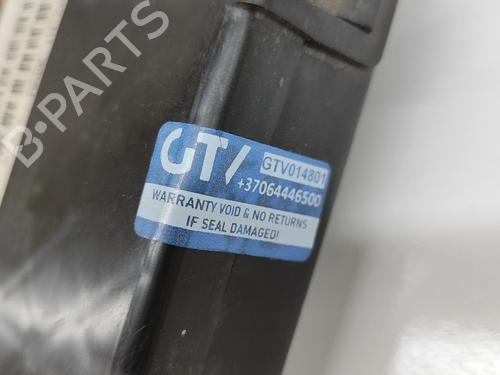 GTV
GTV014801
+37064446500
WARRANTY VOID & NO RETURNS
IF SEAL DAMAGED!
B-PARTS